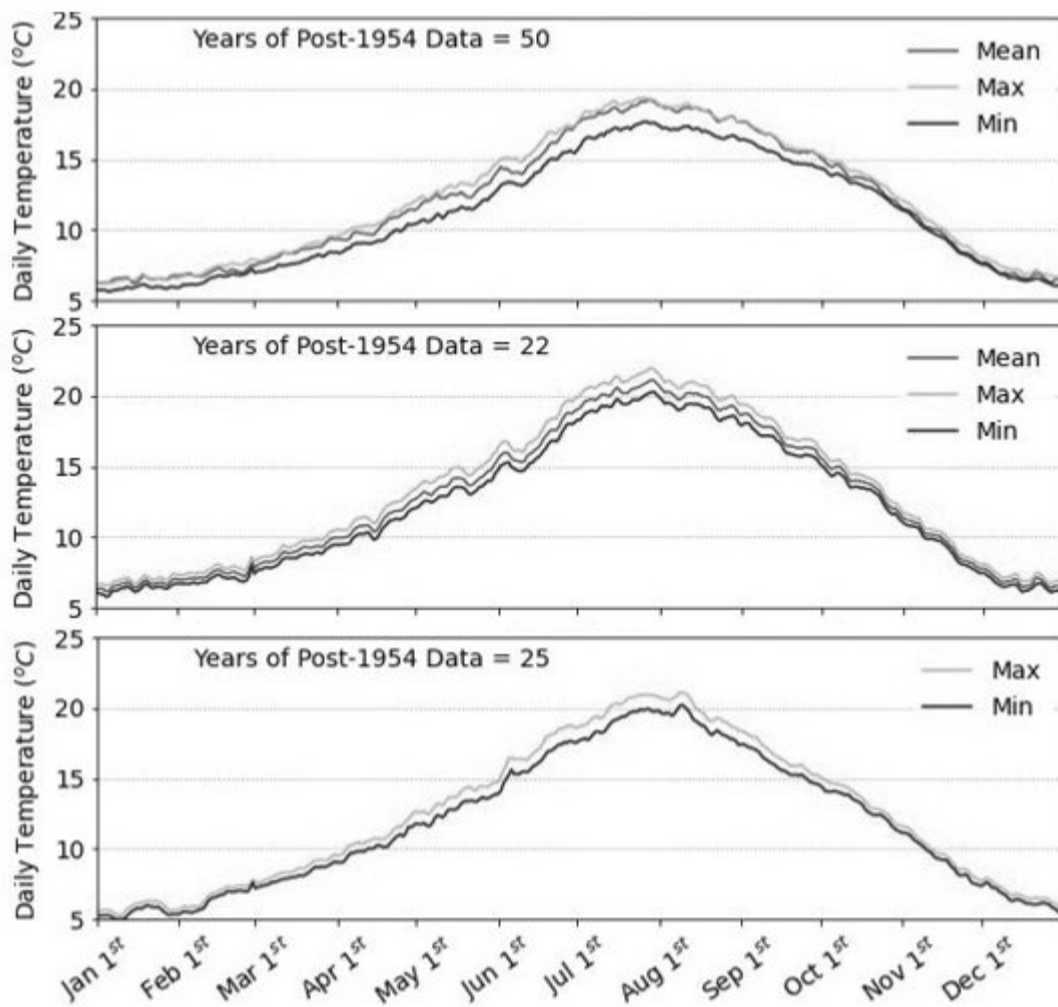 25
Years of Post-1954 Data = 50
Mean
Max
Min
20
15
10
5
Daily Temperature (°C)
25
Years of Post-1954 Data = 22
Mean
Max
Min
20
15
10
5
Daily Temperature (°C)
25
Years of Post-1954 Data = 25
Max
Min
20
15
10
5
Daily Temperature (°C)
Jan 1st
Feb 1st
Mar 1st
Apr 1st
May 1st
Jun 1st
Jul 1st
Aug 1st
Sep 1st
Oct 1st
Nov 1st
Dec 1st